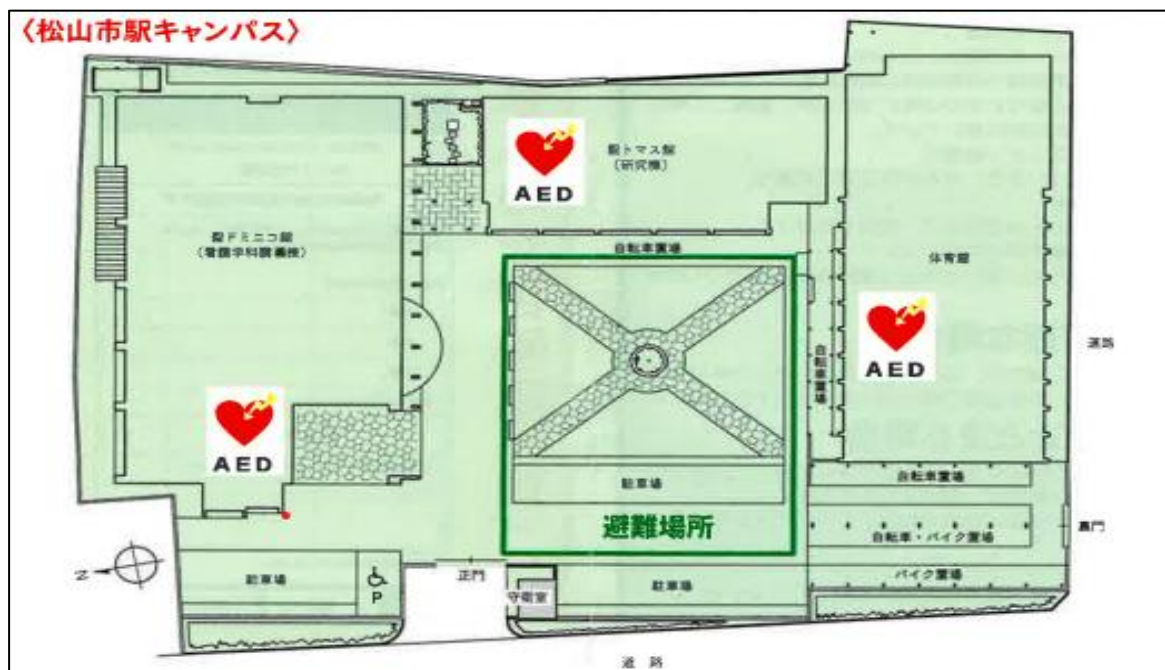 〈松山市駅キャンパス〉
AED
聖トマス館
(研究棟)
聖ドミニコ館
(看護学科講義棟)
自転車置場
体育館
AED
道路
自転車置場
AED
駐車場
自転車置場
避難場所
自転車・バイク置場
裏門
N
駐車場
P
正門
守衛室
駐車場
バイク置場
道路